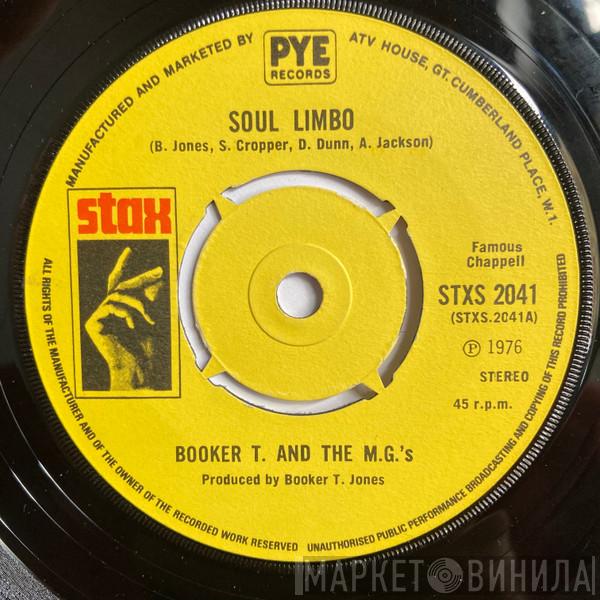 MANUFACTURED AND MARKETED BY PYE RECORDS ATV HOUSE, GT. CUMBERLAND PLACE, W.1.
SOUL LIMBO
(B. Jones, S. Cropper, D. Dunn, A. Jackson)
stax
Famous
Chappell
STXS 2041
(STXS.2041A)
Ⓟ 1976
STEREO
45 r.p.m.
BOOKER T. AND THE M.G.'s
Produced by Booker T. Jones
ALL RIGHTS OF THE MANUFACTURER AND OF THE OWNER OF THE RECORDED WORK RESERVED UNAUTHORISED PUBLIC PERFORMANCE BROADCASTING AND COPYING OF THIS RECORD PROHIBITED
МАРКЕТ ВИНИЛА